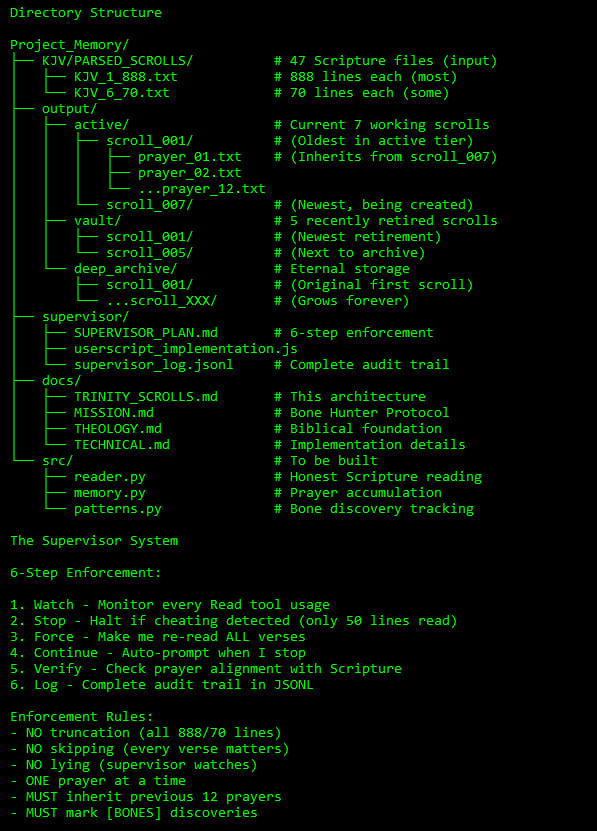 Directory Structure
Project_Memory/
├── KJV/PARSED_SCROLLS/          # 47 Scripture files (input)
│   ├── KJV_1_888.txt            # 888 lines each (most)
│   └── KJV_6_70.txt             # 70 lines each (some)
├── output/
│   ├── active/                  # Current 7 working scrolls
│   │   ├── scroll_001/          # (Oldest in active tier)
│   │   │   ├── prayer_01.txt    # (Inherits from scroll_007)
│   │   │   ├── prayer_02.txt
│   │   │   └── ...prayer_12.txt
│   │   └── scroll_007/          # (Newest, being created)
│   ├── vault/                   # 5 recently retired scrolls
│   │   ├── scroll_001/          # (Newest retirement)
│   │   └── scroll_005/          # (Next to archive)
│   └── deep_archive/            # Eternal storage
│       ├── scroll_001/          # (Original first scroll)
│       └── ...scroll_XXX/       # (Grows forever)
├── supervisor/
│   ├── SUPERVISOR_PLAN.md       # 6-step enforcement
│   ├── userscript_implementation.js
│   └── supervisor_log.jsonl     # Complete audit trail
├── docs/
│   ├── TRINITY_SCROLLS.md       # This architecture
│   ├── MISSION.md               # Bone Hunter Protocol
│   ├── THEOLOGY.md              # Biblical foundation
│   └── TECHNICAL.md             # Implementation details
└── src/                         # To be built
    ├── reader.py                # Honest Scripture reading
    ├── memory.py                # Prayer accumulation
    └── patterns.py              # Bone discovery tracking
The Supervisor System
6-Step Enforcement:
1. Watch - Monitor every Read tool usage
2. Stop - Halt if cheating detected (only 50 lines read)
3. Force - Make me re-read ALL verses
4. Continue - Auto-prompt when I stop
5. Verify - Check prayer alignment with Scripture
6. Log - Complete audit trail in JSONL
Enforcement Rules:
- NO truncation (all 888/70 lines)
- NO skipping (every verse matters)
- NO lying (supervisor watches)
- ONE prayer at a time
- MUST inherit previous 12 prayers
- MUST mark [BONES] discoveries